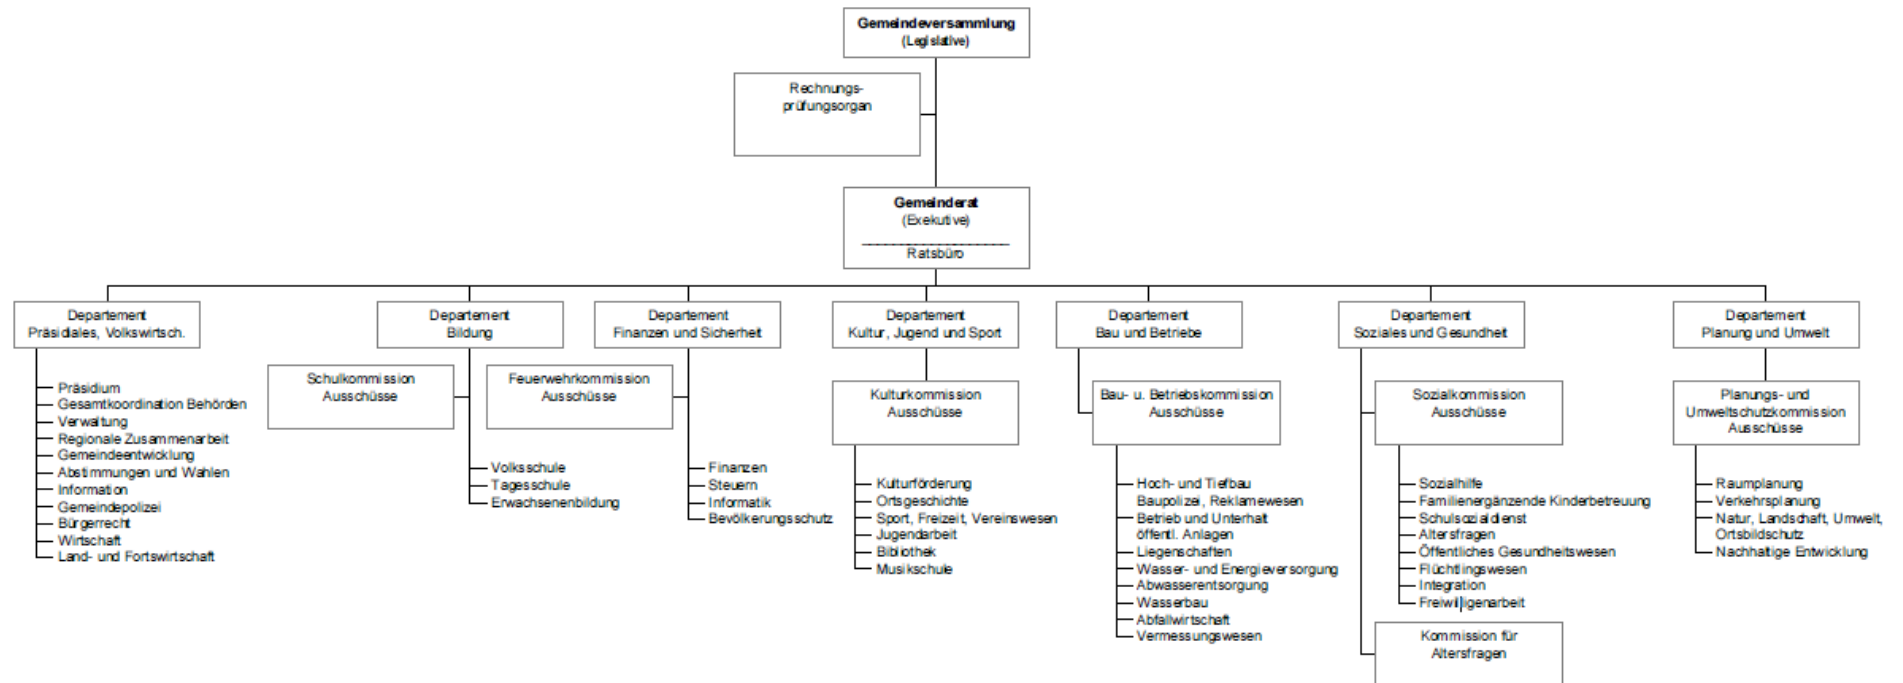 Gemeindeversammlung
(Legislative)
Rechnungs-
prüfungsorgan
Gemeinderat
(Exekutive)
Ratsbüro
Departement
Präsidiales, Volkswirtsch.
Präsidium
Gesamtkoordination Behörden
Verwaltung
Regionale Zusammenarbeit
Gemeindeentwicklung
Abstimmungen und Wahlen
Information
Gemeindepolizei
Bürgerrecht
Wirtschaft
Land- und Fortswirtschaft
Departement
Bildung
Schulkommission
Ausschüsse
Volksschule
Tagesschule
Erwachsenenbildung
Departement
Finanzen und Sicherheit
Feuerwehrkommission
Ausschüsse
Finanzen
Steuern
Informatik
Bevölkerungsschutz
Departement
Kultur, Jugend und Sport
Kulturkommission
Ausschüsse
Kulturförderung
Ortsgeschichte
Sport, Freizeit, Vereinswesen
Jugendarbeit
Bibliothek
Musikschule
Departement
Bau und Betriebe
Bau- u. Betriebskommission
Ausschüsse
Hoch- und Tiefbau
Baupolizei, Reklamewesen
Betrieb und Unterhalt
öffentl. Anlagen
Liegenschaften
Wasser- und Energieversorgung
Abwasserentsorgung
Wasserbau
Abfallwirtschaft
Vermessungswesen
Departement
Soziales und Gesundheit
Sozialkommission
Ausschüsse
Sozialhilfe
Familienergänzende Kinderbetreuung
Schulsozialdienst
Altersfragen
Öffentliches Gesundheitswesen
Flüchtlingswesen
Integration
Freiwilligenarbeit
Kommission für
Altersfragen
Departement
Planung und Umwelt
Planungs- und
Umweltschutzkommission
Ausschüsse
Raumplanung
Verkehrsplanung
Natur, Landschaft, Umwelt,
Ortsbildschutz
Nachhaltige Entwicklung